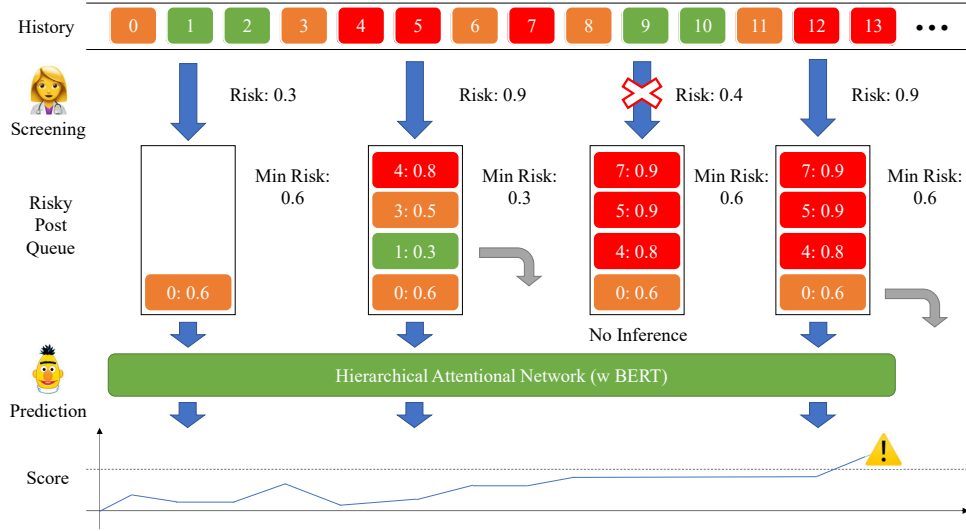 History
0 1 2 3 4 5 6 7 8 9 10 11 12 13 •••
Screening
Risk: 0.3
Risk: 0.9
Risk: 0.4
Risk: 0.9
Risky
Post
Queue
0: 0.6
Min Risk:
0.6
4: 0.8
3: 0.5
1: 0.3
0: 0.6
Min Risk:
0.3
7: 0.9
5: 0.9
4: 0.8
0: 0.6
Min Risk:
0.6
No Inference
7: 0.9
5: 0.9
4: 0.8
0: 0.6
Min Risk:
0.6
Hierarchical Attentional Network (w BERT)
Prediction
Score
!